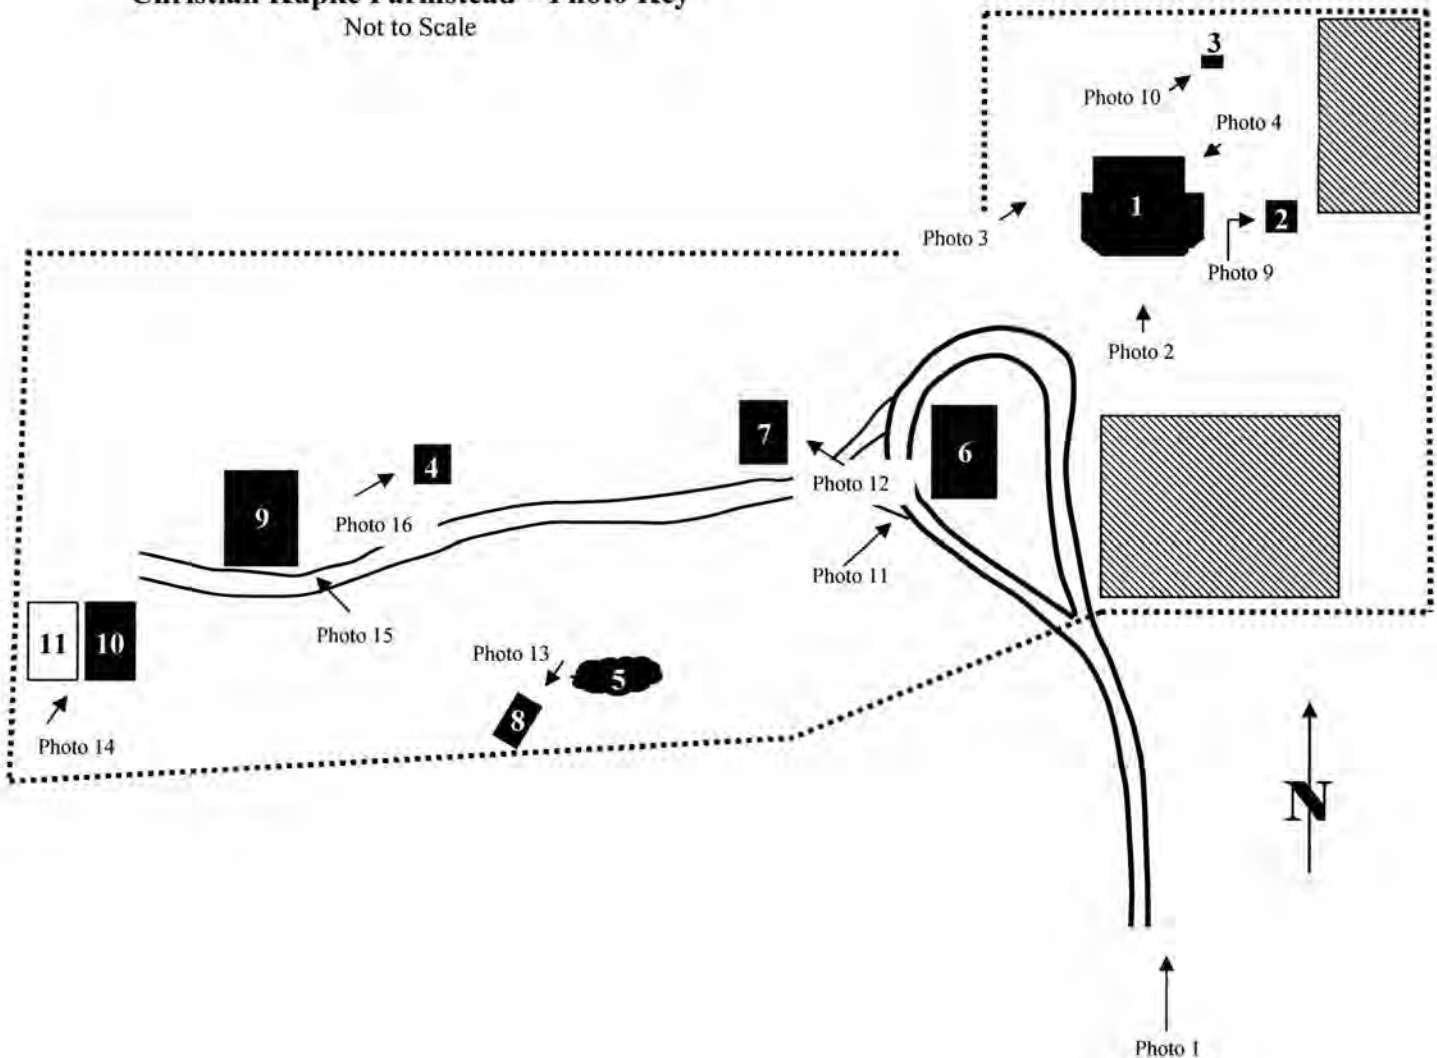 Not to Scale
3
Photo 10
Photo 4
1
2
Photo 3
Photo 9
Photo 2
7
6
4
Photo 12
9
Photo 16
Photo 11
11
10
Photo 15
Photo 13
5
8
Photo 14
N
Photo 1